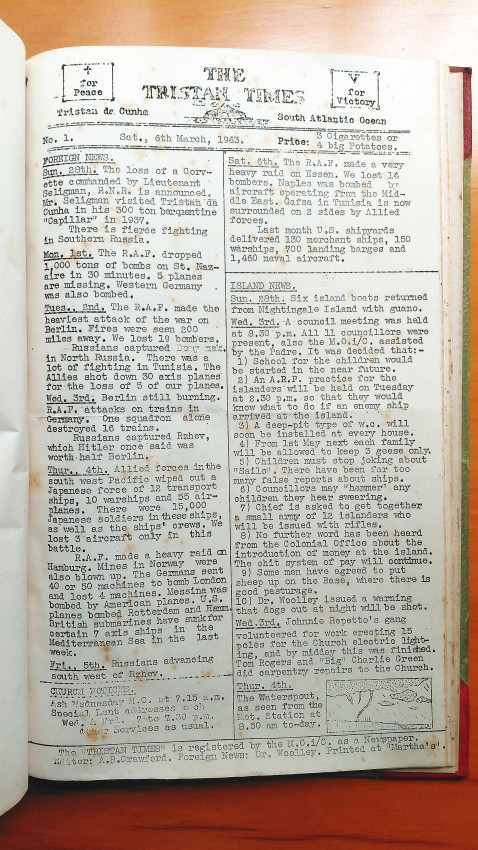 +
for
Peace
THE
TRISTAN TIMES
V
for
Victory
Tristan da Cunha
South Atlantic Ocean
No. 1.
Sat., 6th March, 1943.
Price: 3 Cigarettes or
4 big Potatoes.
FOREIGN NEWS.
Sun. 28th. The loss of a Corv-
ette commanded by Lieutenant
Seligman, R.N.R. is announced.
Mr. Seligman visited Tristan da
Cunha in his 300 ton barquentine
"Capillar" in 1937.
There is fierce fighting
in Southern Russia.
Mon. 1st. The R.A.F. dropped
1,000 tons of bombs on St. Naz-
aire in 30 minutes. 5 planes
are missing. Western Germany
was also bombed.
Tues., 2nd. The R.A.F. made the
heaviest attack of the war on
Berlin. Fires were seen 200
miles away. We lost 19 bombers.
Russians captured
in North Russia. There was a
lot of fighting in Tunisia. The
Allies shot down 30 axis planes
for the loss of 5 of our planes.
Wed. 3rd. Berlin still burning.
R.A.F. attacks on trains in
Germany. One squadron alone
destroyed 16 trains.
Russians captured Rzhev,
which Hitler once said was
worth half Berlin.
Thur., 4th. Allied forces in the
south west Pacific wiped out a
Japanese force of 12 transport
ships, 10 warships and 55 air-
planes. There were 15,000
Japanese soldiers in these ships,
as well as the ships' crews. We
lost 3 aircraft only in this
battle.
R.A.F. made a heavy raid on
Hamburg. Mines in Norway were
also blown up. The Germans sent
40 or 50 machines to bomb London
and lost 4 machines. Messina was
bombed by American planes. U.S.
planes bombed Rotterdam and Hamm.
British submarines have sunk for
certain 7 axis ships in the
Mediterranean Sea in the last
week.
Fri., 5th. Russians advancing
south west of Rzhev.
CHURCH NOTICES.
Ash Wednesday H.C. at 7.15 a.m.
Special Lent addresses each
Wed. & Fri. 7 to 7.30 p.m.
Other Services as usual.
Sat. 6th. The R.A.F. made a very
heavy raid on Essen. We lost 14
bombers. Naples was bombed by
aircraft operating from the Mid-
dle East. Gafsa in Tunisia is now
surrounded on 2 sides by Allied
forces.
Last month U.S. shipyards
delivered 130 merchant ships, 150
warships, 700 landing barges and
1,460 naval aircraft.
ISLAND NEWS.
Sun. 28th. Six island boats returned
from Nightingale Island with guano.
Wed. 3rd. A council meeting was held
at 3.30 p.m. All 11 councillors were
present, also the M.O.i/C. assisted
by the Padre. It was decided that:-
1) School for the children would
be started in the near future.
2) An A.R.P. practice for the
islanders will be held on Tuesday
at 2.30 p.m. so that they would
know what to do if an enemy ship
arrived at the island.
3) A deep-pit type of w.c. will
soon be installed at every house.
4) From 1st May next each family
will be allowed to keep 3 geese only.
5) Children must stop joking about
"Sailo". There have been far too
many false reports about ships.
6) Councillors may "hammer" any
children they hear swearing.
7) Chief is asked to get together
a small army of 12 islanders who
will be issued with rifles.
8) No further word has been heard
from the Colonial Office about the
introduction of money at the island.
The chit system of pay will continue.
9) Some men have agreed to put
sheep up on the Base, where there is
good pasturage.
10) Dr. Woolley issued a warning
that dogs out at night will be shot.
Wed.3rd. Johnnie Repetto's gang
volunteered for work erecting 15
poles for the Church electric light-
ing, and by midday this was finished.
Tom Rogers and "Big" Charlie Green
did carpentry repairs to the Church.
Thur. 4th.
The Waterspout,
as seen from the
Met. Station at
8.50 am to-day.
The "TRISTAN TIMES" is registered by the M.O.i/C. as a Newspaper.
Editor: A.B.Crawford. Foreign News: Dr. Woolley. Printed at "Martha's".